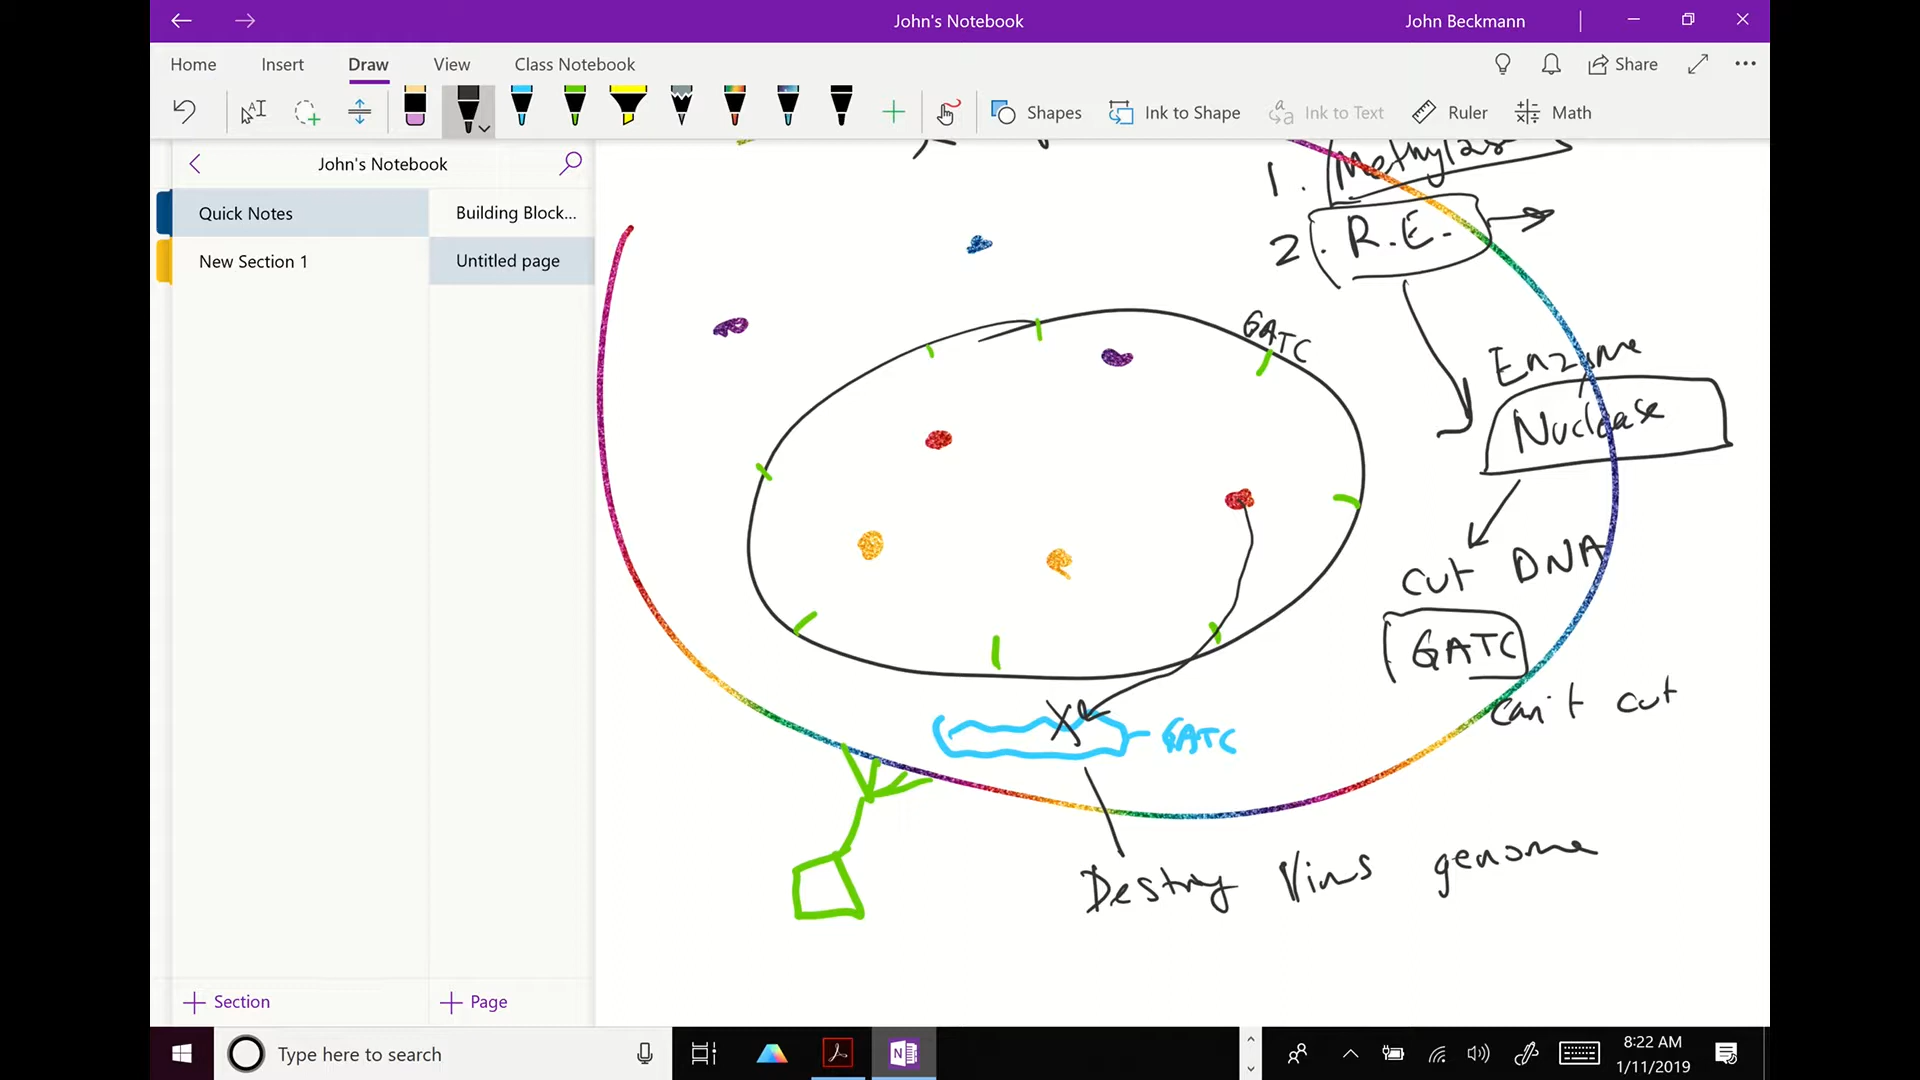 John's Notebook
John Beckmann
Home
Insert
Draw
View
Class Notebook
Share
Shapes
Ink to Shape
Ink to Text
Ruler
Math
John's Notebook
Quick Notes
Building Block...
New Section 1
Untitled page
1. Methylas
2. R.E.
GATC
Enzyme
Nuclease
cut DNA
GATC
can't cut
GATC
Destroy Virus genome
Section
Page
Type here to search
8:22 AM
1/11/2019